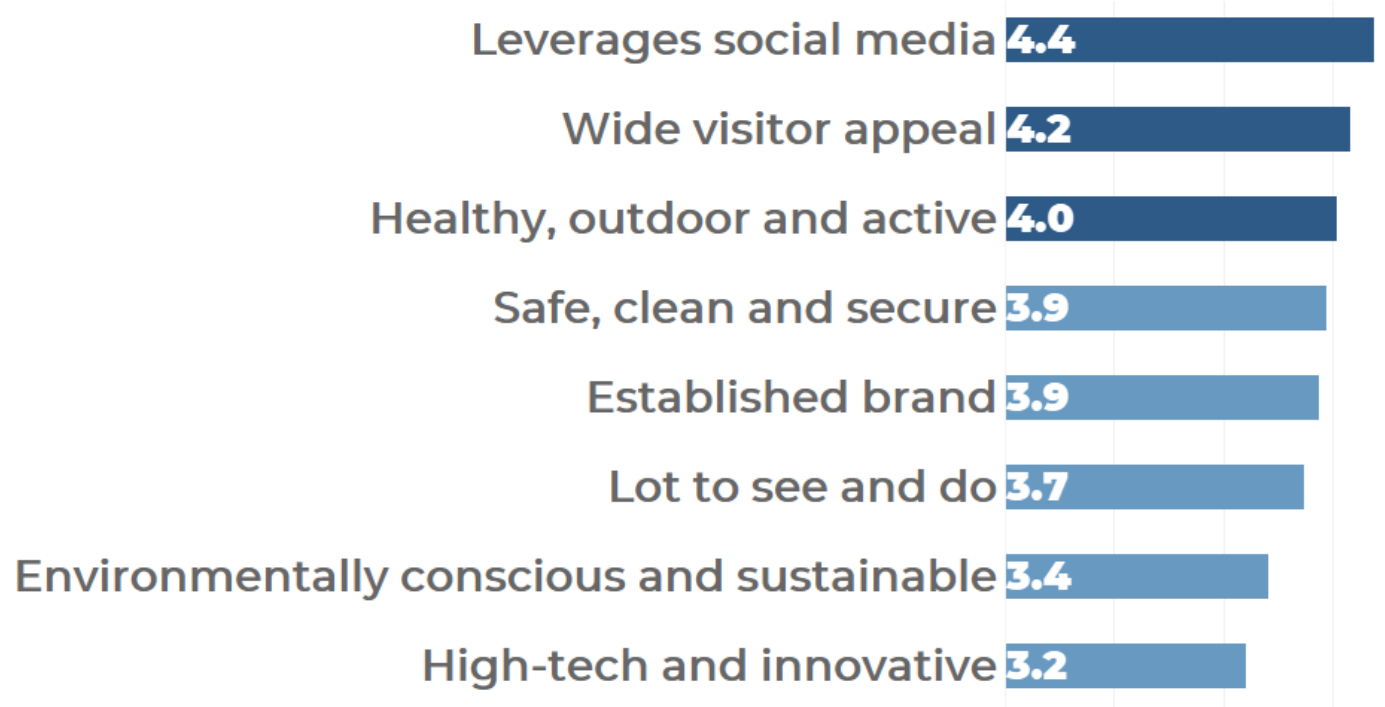 Leverages social media 4.4
Wide visitor appeal 4.2
Healthy, outdoor and active 4.0
Safe, clean and secure 3.9
Established brand 3.9
Lot to see and do 3.7
Environmentally conscious and sustainable 3.4
High-tech and innovative 3.2